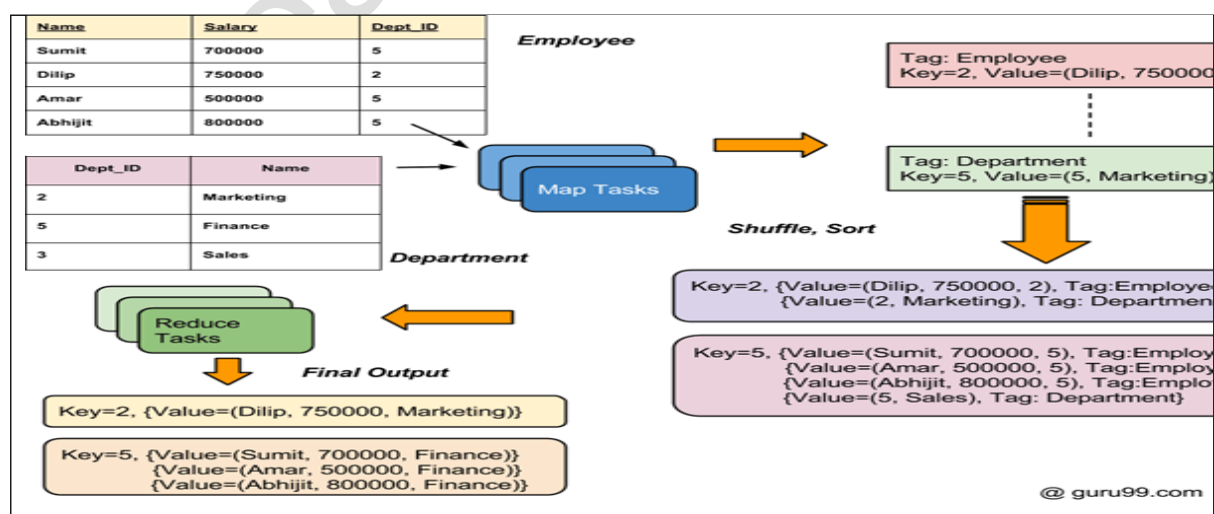 Name Salary Dept_ID
Sumit 700000 5
Dilip 750000 2
Amar 500000 5
Abhijit 800000 5
Employee
Dept_ID Name
2 Marketing
5 Finance
3 Sales
Department
Map Tasks
Tag: Employee
Key=2, Value=(Dilip, 750000
Tag: Department
Key=5, Value=(5, Marketing)
Shuffle, Sort
Key=2, {Value=(Dilip, 750000, 2), Tag:Employe
{Value=(2, Marketing), Tag: Departmen
Key=5, {Value=(Sumit, 700000, 5), Tag:Employ
{Value=(Amar, 500000, 5), Tag:Employ
{Value=(Abhijit, 800000, 5), Tag:Emplo
{Value=(5, Sales), Tag: Department}
Reduce
Tasks
Final Output
Key=2, {Value=(Dilip, 750000, Marketing)}
Key=5, {Value=(Sumit, 700000, Finance)}
{Value=(Amar, 500000, Finance)}
{Value=(Abhijit, 800000, Finance)}
@ guru99.com